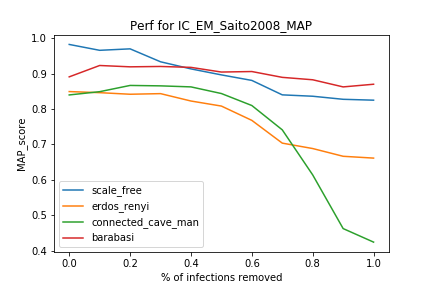 Perf for IC_EM_Saito2008_MAP
1.0
0.9
0.8
0.7
0.6
0.5
0.4
MAP_score
scale_free
erdos_renyi
connected_cave_man
barabasi
0.0 0.2 0.4 0.6 0.8 1.0
% of infections removed